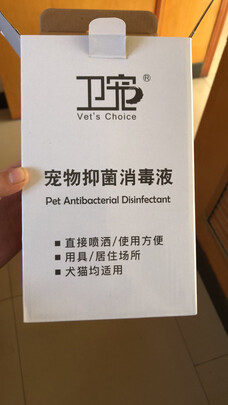 卫宠®
Vet's Choice
宠物抑菌消毒液
Pet Antibacterial Disinfectant
■ 直接喷洒/使用方便
■ 用具/居住场所
■ 犬猫均适用